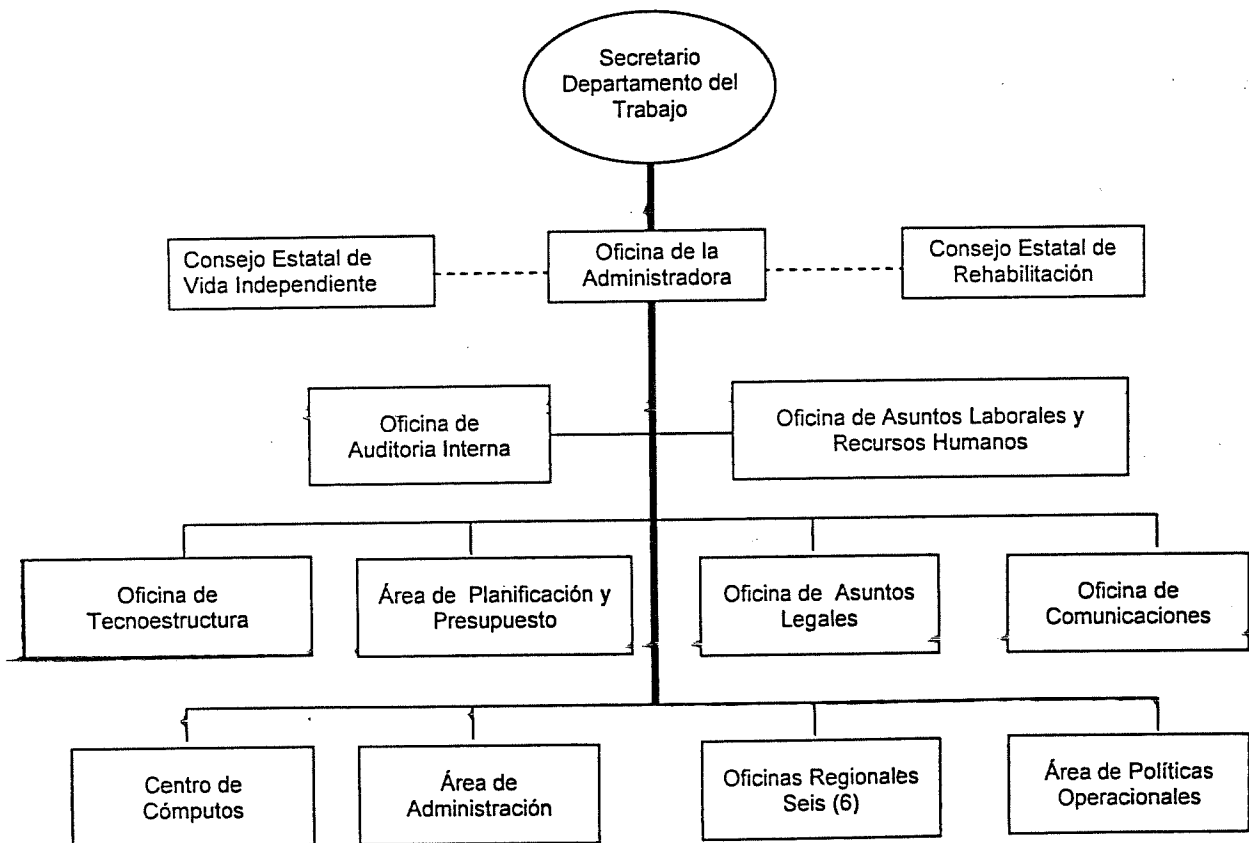 Secretario
Departamento del
Trabajo
Consejo Estatal de
Vida Independiente
Oficina de la
Administradora
Consejo Estatal de
Rehabilitación
Oficina de
Auditoria Interna
Oficina de Asuntos Laborales y
Recursos Humanos
Oficina de
Tecnoestructura
Área de Planificación y
Presupuesto
Oficina de Asuntos
Legales
Oficina de
Comunicaciones
Centro de
Cómputos
Área de
Administración
Oficinas Regionales
Seis (6)
Área de Políticas
Operacionales